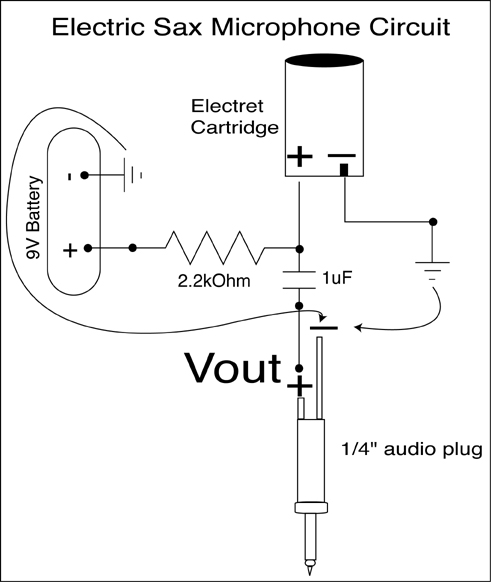 Electric Sax Microphone Circuit
Electret
Cartridge
+ −
9V Battery
-
+
2.2kOhm
1uF
−
Vout
+
1/4" audio plug